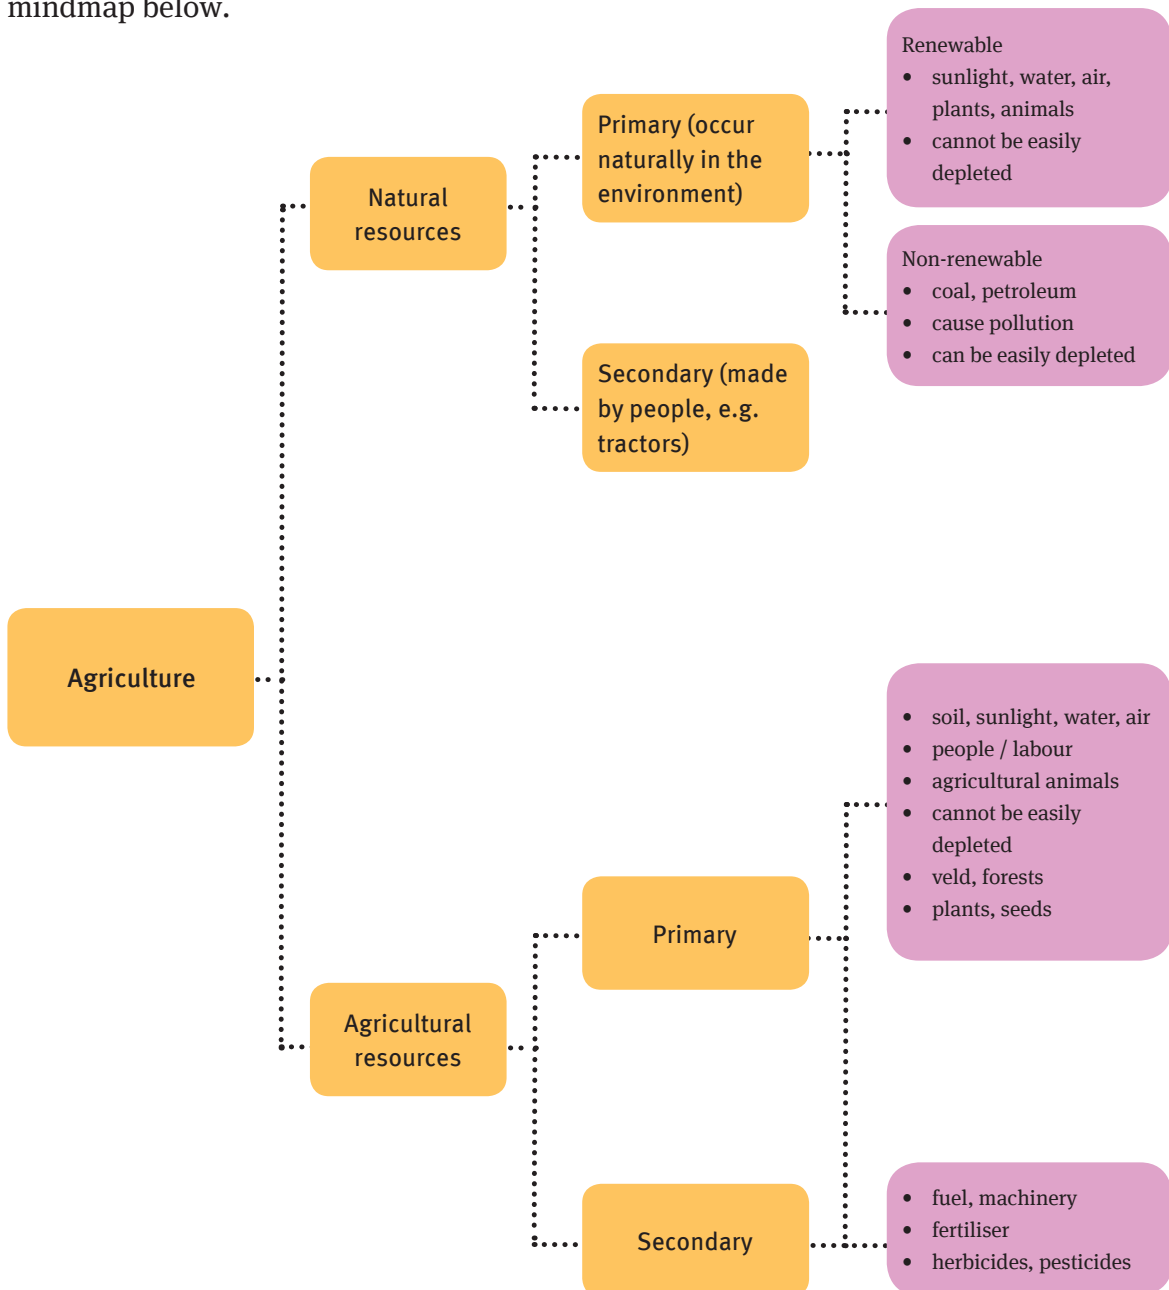 mindmap below.
Renewable
• sunlight, water, air,
plants, animals
• cannot be easily
depleted
Primary (occur
naturally in the
environment)
Natural
resources
Non-renewable
• coal, petroleum
• cause pollution
• can be easily depleted
Secondary (made
by people, e.g.
tractors)
Agriculture
• soil, sunlight, water, air
• people / labour
• agricultural animals
• cannot be easily
depleted
• veld, forests
• plants, seeds
Primary
Agricultural
resources
Secondary
• fuel, machinery
• fertiliser
• herbicides, pesticides